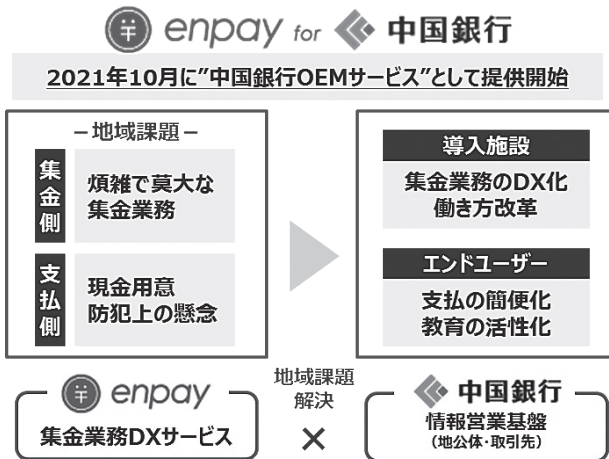 enpay for 中国銀行
2021年10月に”中国銀行OEMサービス”として提供開始
－地域課題－
集金側
煩雑で莫大な
集金業務
支払側
現金用意
防犯上の懸念
導入施設
集金業務のDX化
働き方改革
エンドユーザー
支払の簡便化
教育の活性化
enpay
集金業務DXサービス
地域課題
解決
×
中国銀行
情報営業基盤
(地公体･取引先)